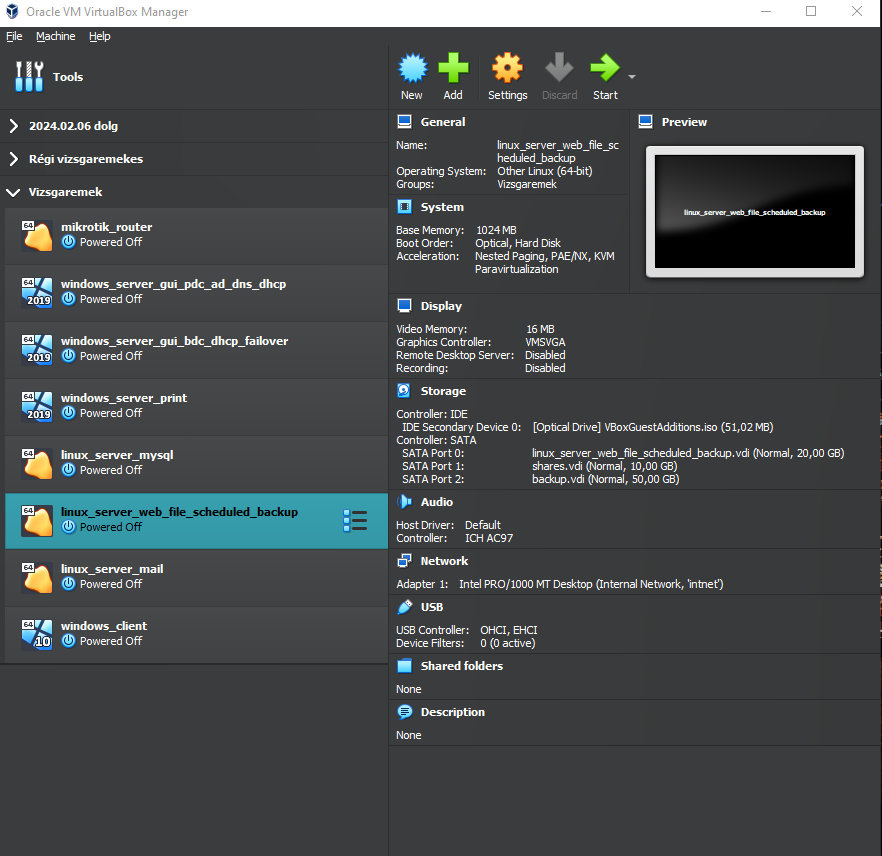 Oracle VM VirtualBox Manager
File Machine Help
Tools
2024.02.06 dolg
Régi vizsgaremekes
Vizsgaremek
64
mikrotik_router
Powered Off
64
2019
windows_server_gui_pdc_ad_dns_dhcp
Powered Off
64
2019
windows_server_gui_bdc_dhcp_failover
Powered Off
64
2019
windows_server_print
Powered Off
64
linux_server_mysql
Powered Off
64
linux_server_web_file_scheduled_backup
Powered Off
64
linux_server_mail
Powered Off
64
10
windows_client
Powered Off
New Add Settings Discard Start
General
Name: linux_server_web_file_sc
heduled_backup
Operating System: Other Linux (64-bit)
Groups: Vizsgaremek
Preview
linux_server_web_file_scheduled_backup
System
Base Memory: 1024 MB
Boot Order: Optical, Hard Disk
Acceleration: Nested Paging, PAE/NX, KVM
Paravirtualization
Display
Video Memory: 16 MB
Graphics Controller: VMSVGA
Remote Desktop Server: Disabled
Recording: Disabled
Storage
Controller: IDE
IDE Secondary Device 0: [Optical Drive] VBoxGuestAdditions.iso (51,02 MB)
Controller: SATA
SATA Port 0: linux_server_web_file_scheduled_backup.vdi (Normal, 20,00 GB)
SATA Port 1: shares.vdi (Normal, 10,00 GB)
SATA Port 2: backup.vdi (Normal, 50,00 GB)
Audio
Host Driver: Default
Controller: ICH AC97
Network
Adapter 1: Intel PRO/1000 MT Desktop (Internal Network, 'intnet')
USB
USB Controller: OHCI, EHCI
Device Filters: 0 (0 active)
Shared folders
None
Description
None